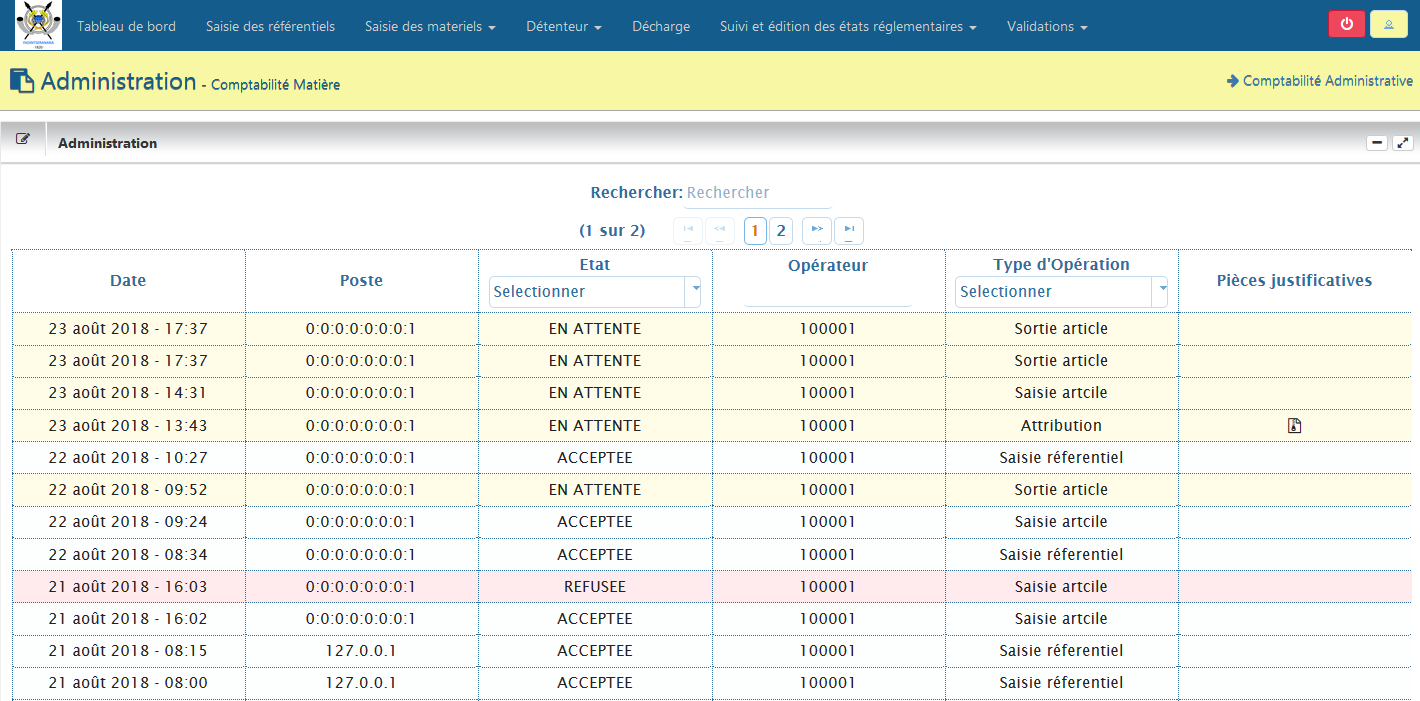 Tableau de bord Saisie des référentiels Saisie des materiels Détenteur Décharge Suivi et édition des états réglementaires Validations
Administration - Comptabilité Matière Comptabilité Administrative
Administration
Rechercher: Rechercher
(1 sur 2) 1 2
Date Poste Etat Opérateur Type d'Opération Pièces justificatives
Selectionner Selectionner
23 août 2018 - 17:37 0:0:0:0:0:0:0:1 EN ATTENTE 100001 Sortie article
23 août 2018 - 17:37 0:0:0:0:0:0:0:1 EN ATTENTE 100001 Sortie article
23 août 2018 - 14:31 0:0:0:0:0:0:0:1 EN ATTENTE 100001 Saisie artcile
23 août 2018 - 13:43 0:0:0:0:0:0:0:1 EN ATTENTE 100001 Attribution
22 août 2018 - 10:27 0:0:0:0:0:0:0:1 ACCEPTEE 100001 Saisie réferentiel
22 août 2018 - 09:52 0:0:0:0:0:0:0:1 EN ATTENTE 100001 Sortie article
22 août 2018 - 09:24 0:0:0:0:0:0:0:1 ACCEPTEE 100001 Saisie artcile
22 août 2018 - 08:34 0:0:0:0:0:0:0:1 ACCEPTEE 100001 Saisie réferentiel
21 août 2018 - 16:03 0:0:0:0:0:0:0:1 REFUSEE 100001 Saisie artcile
21 août 2018 - 16:02 0:0:0:0:0:0:0:1 ACCEPTEE 100001 Saisie artcile
21 août 2018 - 08:15 127.0.0.1 ACCEPTEE 100001 Saisie réferentiel
21 août 2018 - 08:00 127.0.0.1 ACCEPTEE 100001 Saisie réferentiel